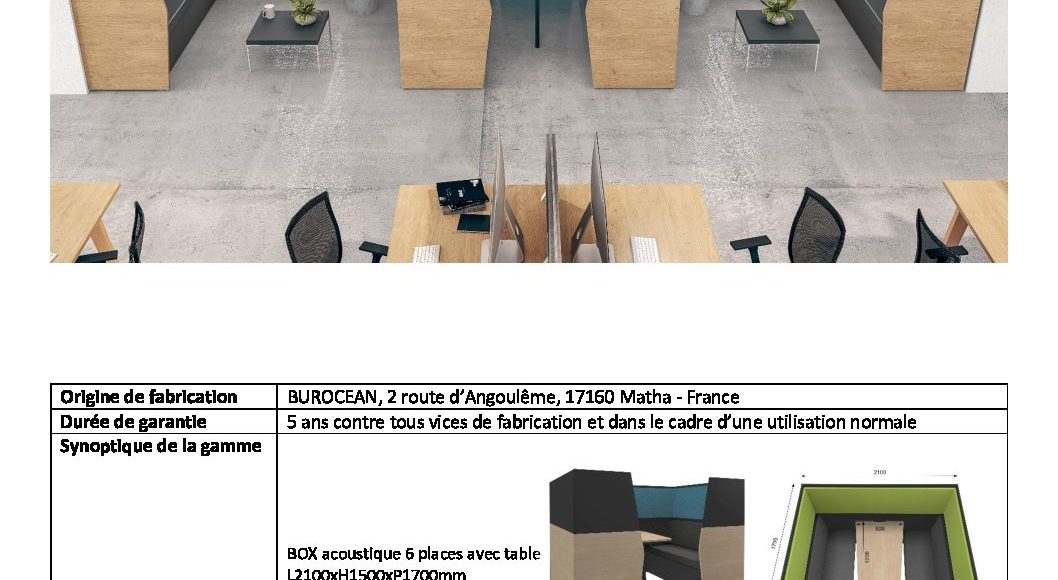 Origine de fabrication BUROCEAN, 2 route d’Angoulême, 17160 Matha - France
Durée de garantie 5 ans contre tous vices de fabrication et dans le cadre d’une utilisation normale
Synoptique de la gamme
2100
800
1200
BOX acoustique 6 places avec table
L2100xH1500xP1700mm